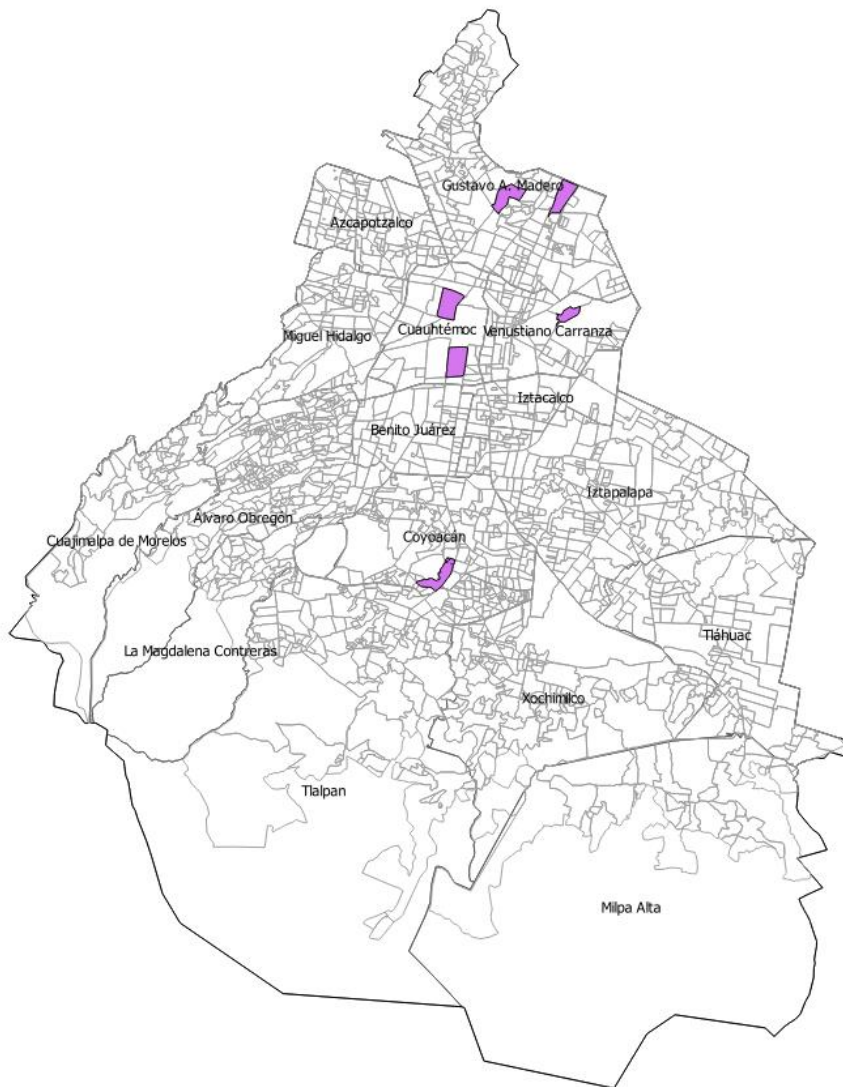 Gustavo A. Madero
Azcapotzalco
Cuauhtémoc
Venustiano Carranza
Miguel Hidalgo
Iztacalco
Benito Juárez
Iztapalapa
Álvaro Obregón
Coyoacán
Cuajimalpa de Morelos
Tláhuac
La Magdalena Contreras
Xochimilco
Tlalpan
Milpa Alta